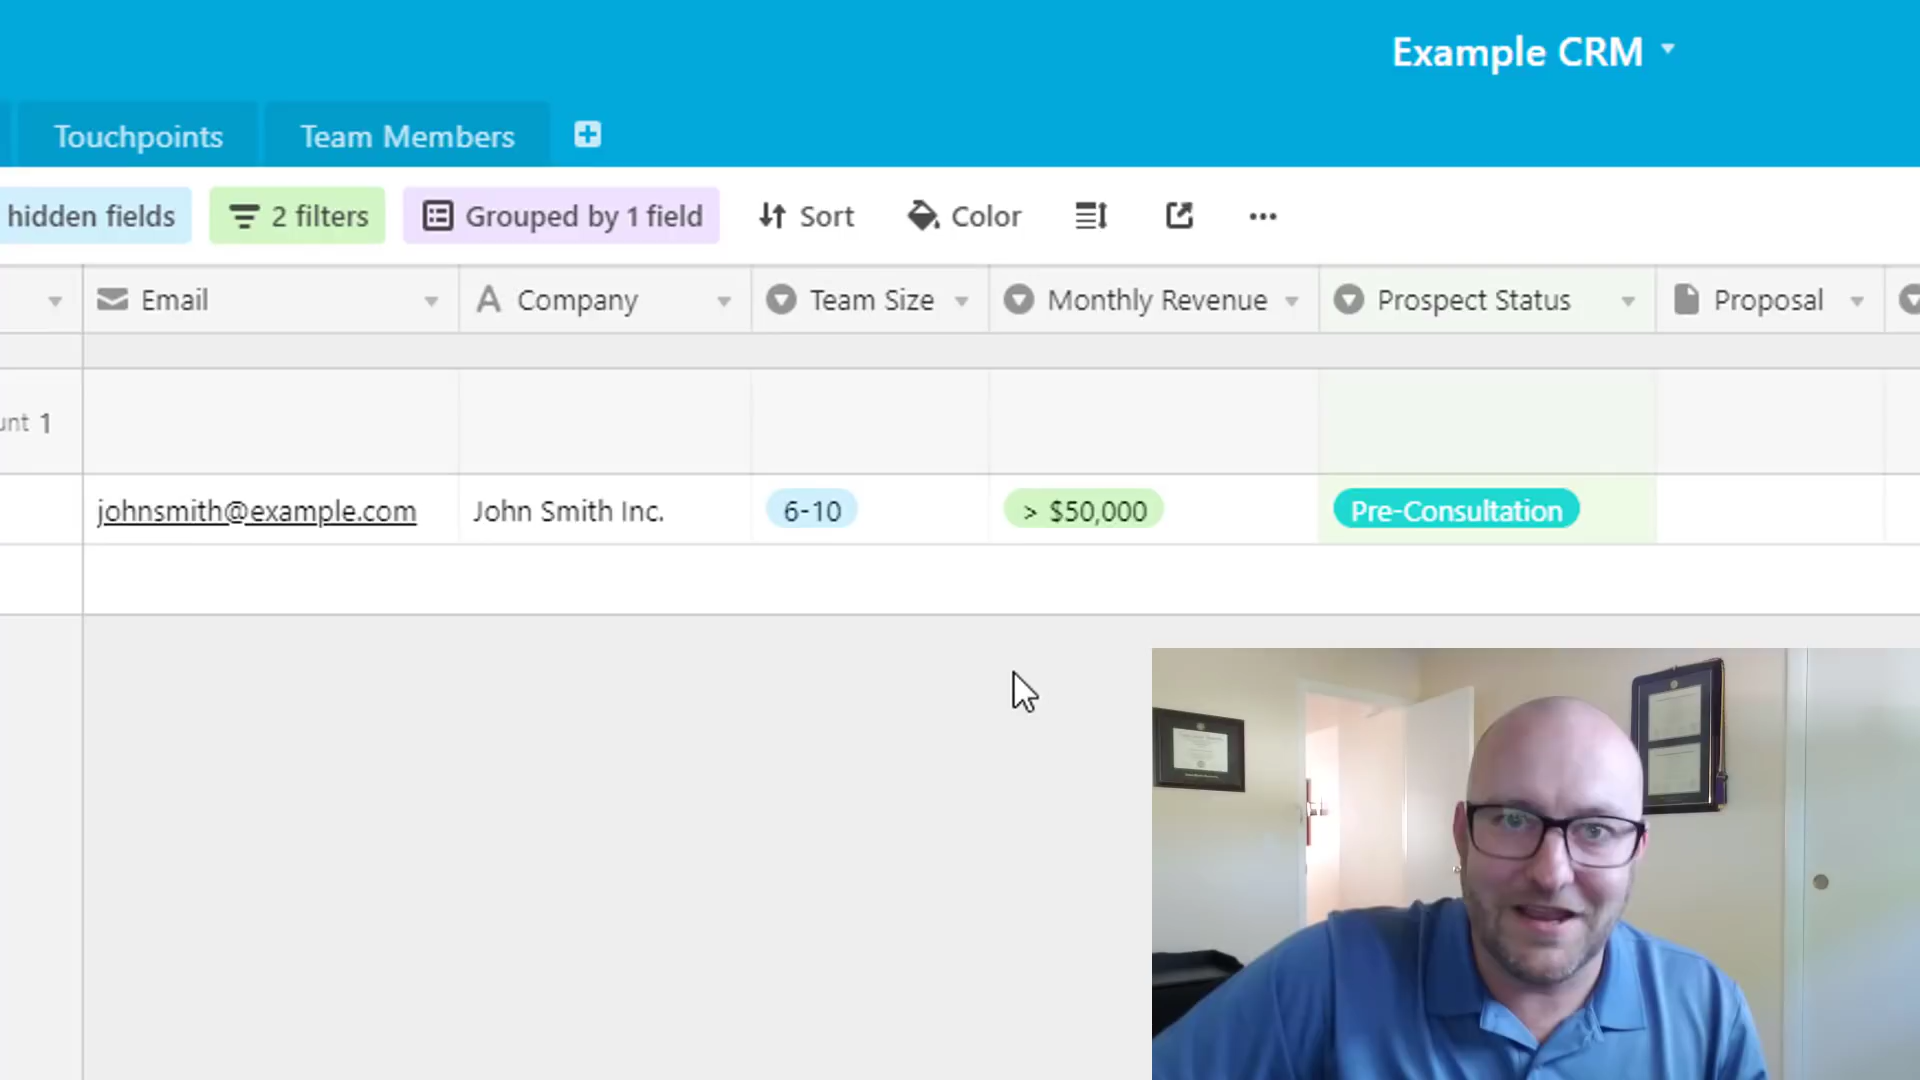 Example CRM
Touchpoints
Team Members
hidden fields
2 filters
Grouped by 1 field
Sort
Color
Email
Company
Team Size
Monthly Revenue
Prospect Status
Proposal
unt 1
johnsmith@example.com
John Smith Inc.
6-10
> $50,000
Pre-Consultation